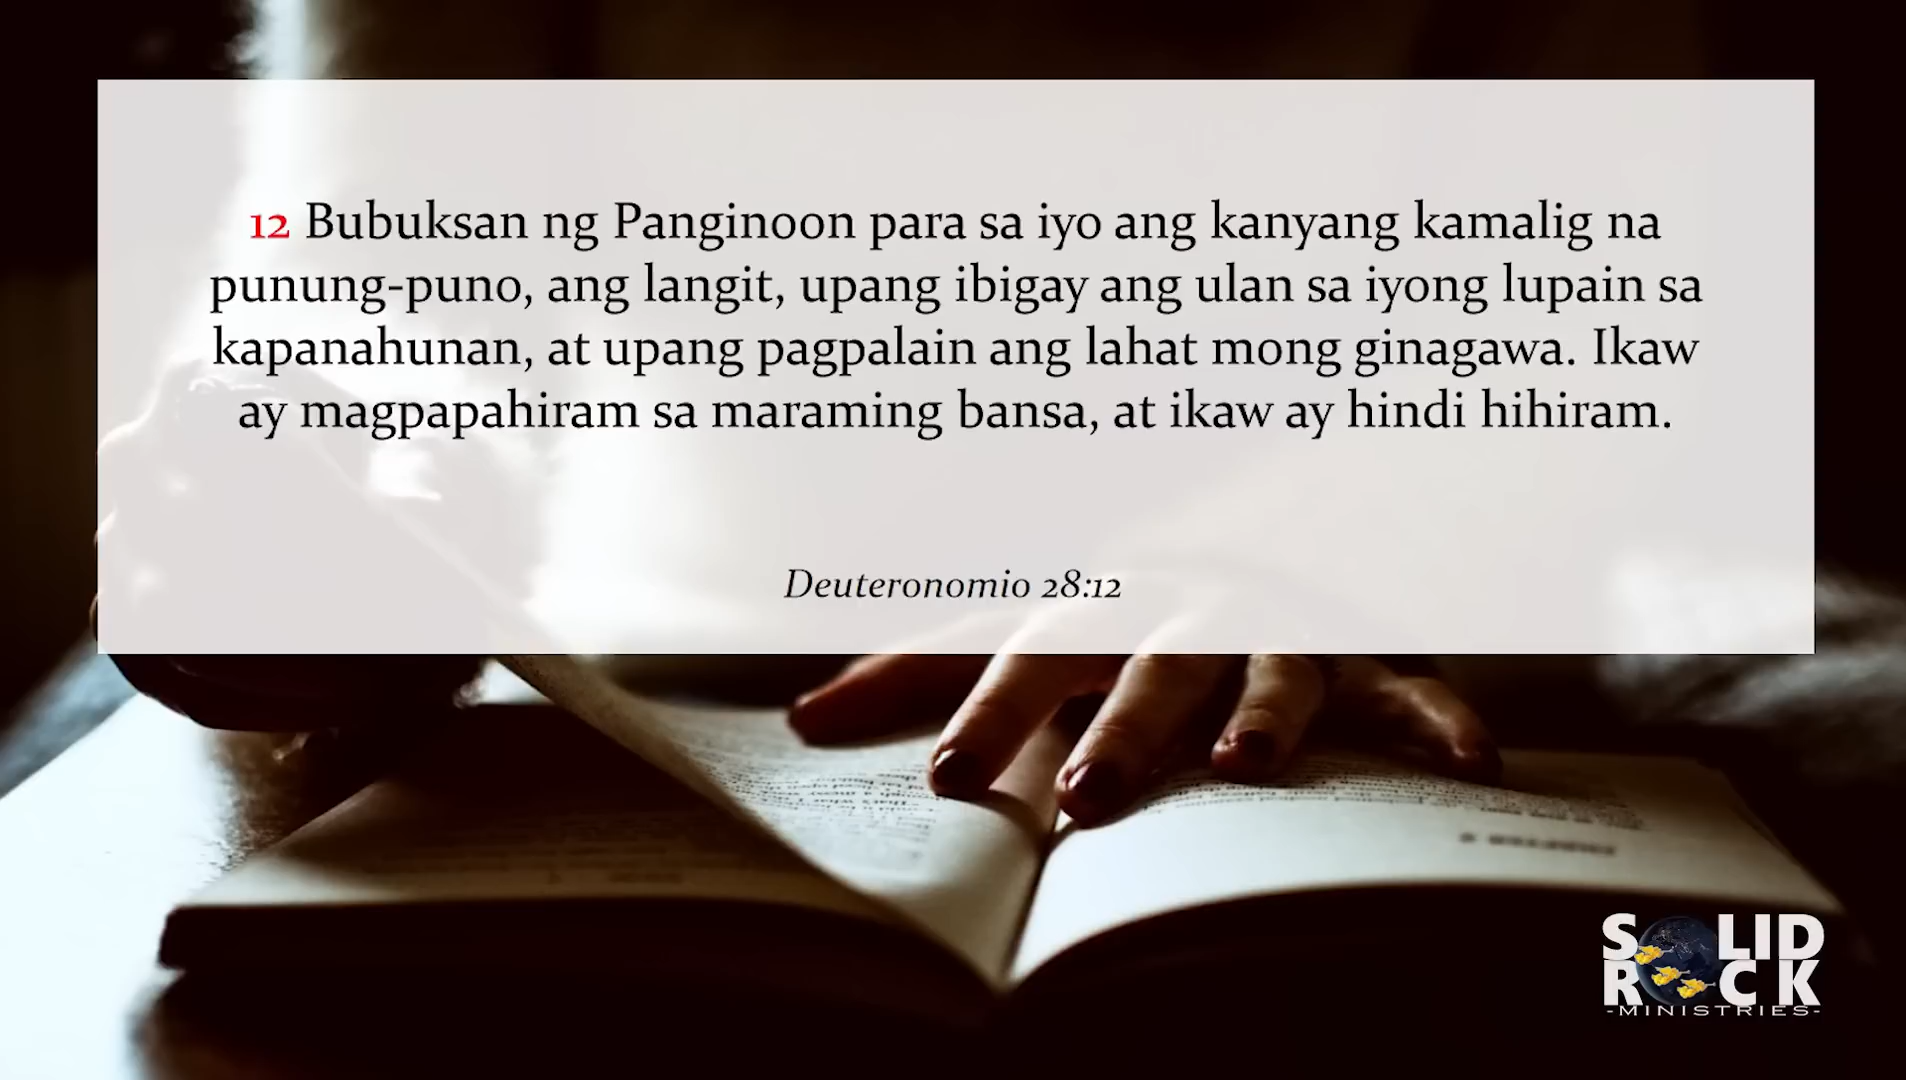 12 Bubuksan ng Panginoon para sa iyo ang kanyang kamalig na
punung-puno, ang langit, upang ibigay ang ulan sa iyong lupain sa
kapanahunan, at upang pagpalain ang lahat mong ginagawa. Ikaw
ay magpapahiram sa maraming bansa, at ikaw ay hindi hihiram.
Deuteronomio 28:12
SOLID
ROCK
-MINISTRIES-